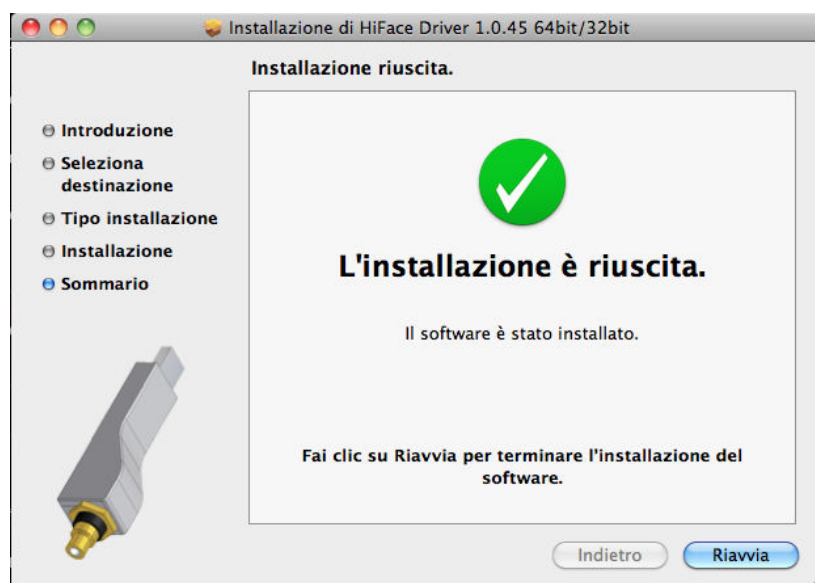 Installazione di HiFace Driver 1.0.45 64bit/32bit
Installazione riuscita.
Introduzione
Seleziona
destinazione
Tipo installazione
Installazione
Sommario
L'installazione è riuscita.
Il software è stato installato.
Fai clic su Riavvia per terminare l'installazione del
software.
Indietro
Riavvia